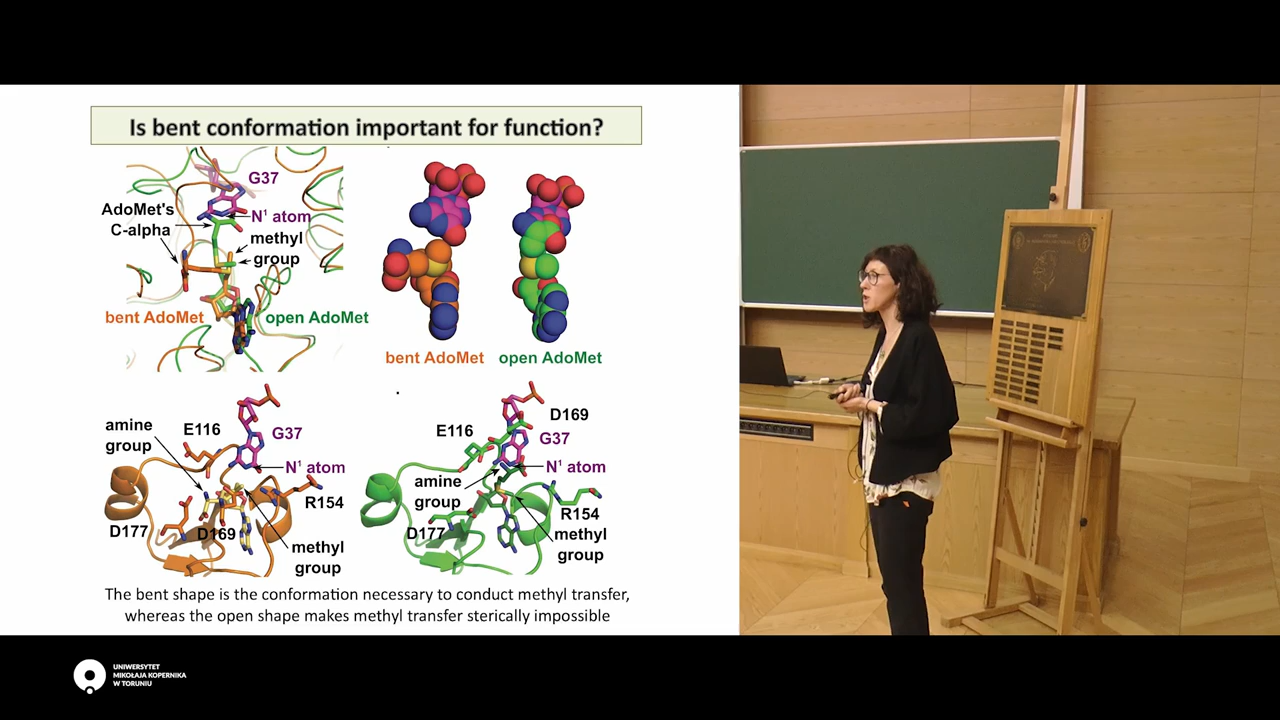 Is bent conformation important for function?
G37
AdoMet's
C-alpha
N¹ atom
methyl
group
bent AdoMet
open AdoMet
bent AdoMet
open AdoMet
amine
group
E116
G37
N¹ atom
R154
D177
D169
methyl
group
D169
E116
G37
N¹ atom
amine
group
R154
D177
methyl
group
The bent shape is the conformation necessary to conduct methyl transfer,
whereas the open shape makes methyl transfer sterically impossible
UNIWERSYTET
MIKOŁAJA KOPERNIKA
W TORUNIU